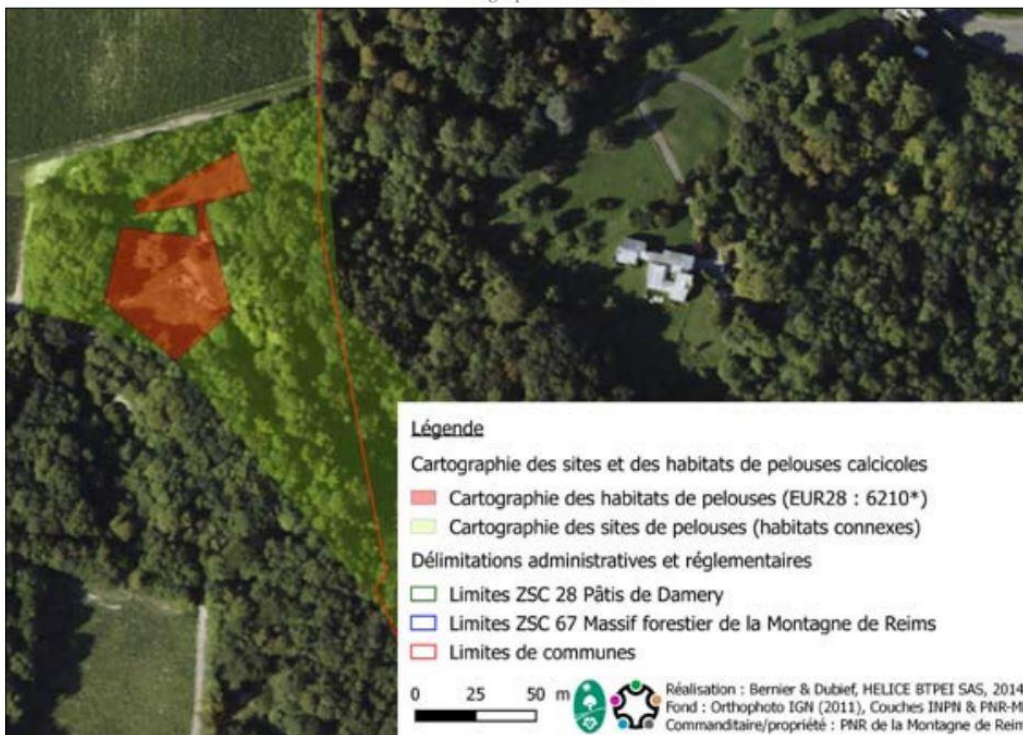 Légende
Cartographie des sites et des habitats de pelouses calcicoles
Cartographie des habitats de pelouses (EUR28 : 6210*)
Cartographie des sites de pelouses (habitats connexes)
Délimitations administratives et réglementaires
Limites ZSC 28 Pâtis de Damery
Limites ZSC 67 Massif forestier de la Montagne de Reims
Limites de communes
0 25 50 m
Réalisation : Bernier & Dubief, HELICE BTPEI SAS, 2014
Fond : Orthophoto IGN (2011), Couches INPN & PNR-M
Commanditaire/propriété : PNR de la Montagne de Reim